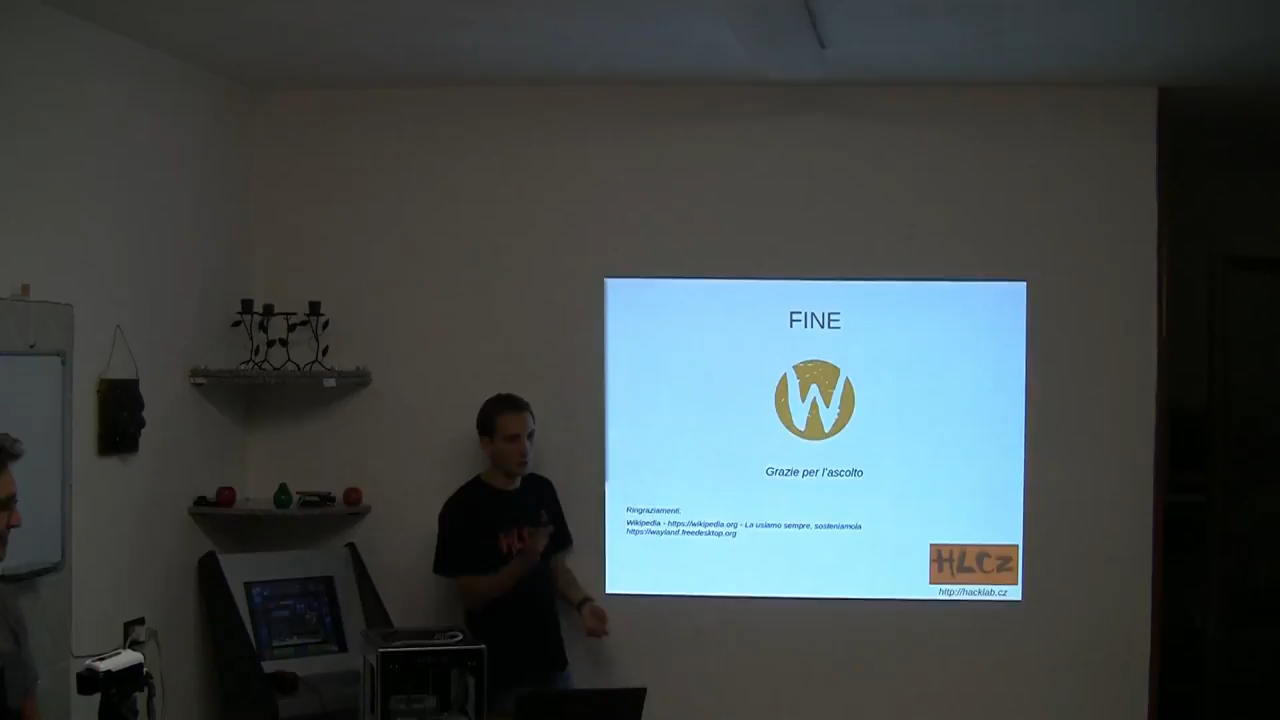 FINE
W
Grazie per l'ascolto
Ringraziamenti:
Wikipedia - https://wikipedia.org - La usiamo sempre, sosteniamola
https://wayland.freedesktop.org
HLCz
http://hacklab.cz